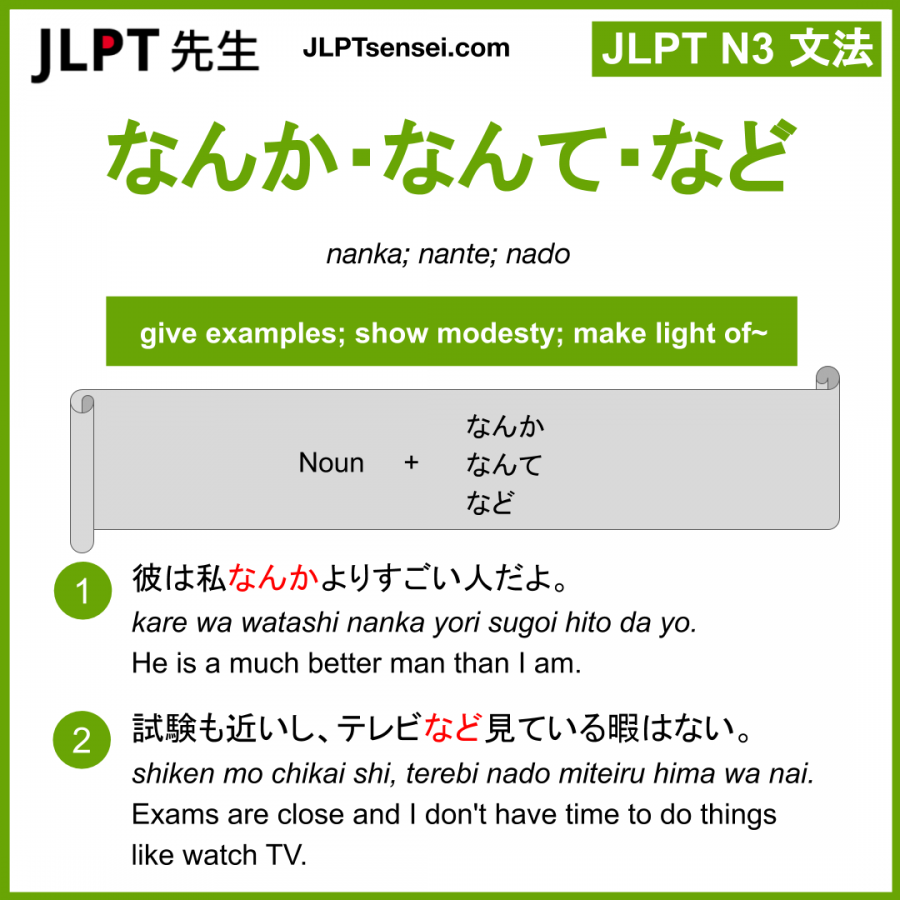 JLPT 先生 JLPTsensei.com JLPT N3 文法
なんか・なんて・など
nanka; nante; nado
give examples; show modesty; make light of~
なんか
Noun + なんて
など
1 彼は私なんかよりすごい人だよ。
kare wa watashi nanka yori sugoi hito da yo.
He is a much better man than I am.
2 試験も近いし、テレビなど見ている暇はない。
shiken mo chikai shi, terebi nado miteiru hima wa nai.
Exams are close and I don't have time to do things
like watch TV.